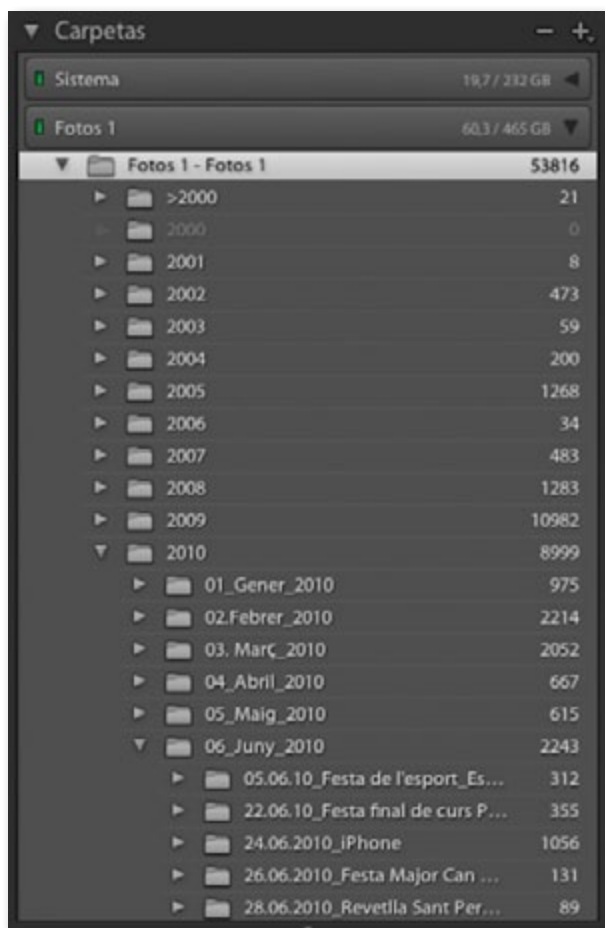 Carpetas
Sistema 19,7 / 232 GB
Fotos 1 60,3 / 465 GB
Fotos 1 - Fotos 1 53816
>2000 21
2000 0
2001 8
2002 473
2003 59
2004 200
2005 1268
2006 34
2007 483
2008 1283
2009 10982
2010 8999
01_Gener_2010 975
02.Febrer_2010 2214
03. Març_2010 2052
04_Abril_2010 667
05_Maig_2010 615
06_Juny_2010 2243
05.06.10_Festa de l'esport_Es... 312
22.06.10_Festa final de curs P... 355
24.06.2010_iPhone 1056
26.06.2010_Festa Major Can ... 131
28.06.2010_Revetlla Sant Per... 89